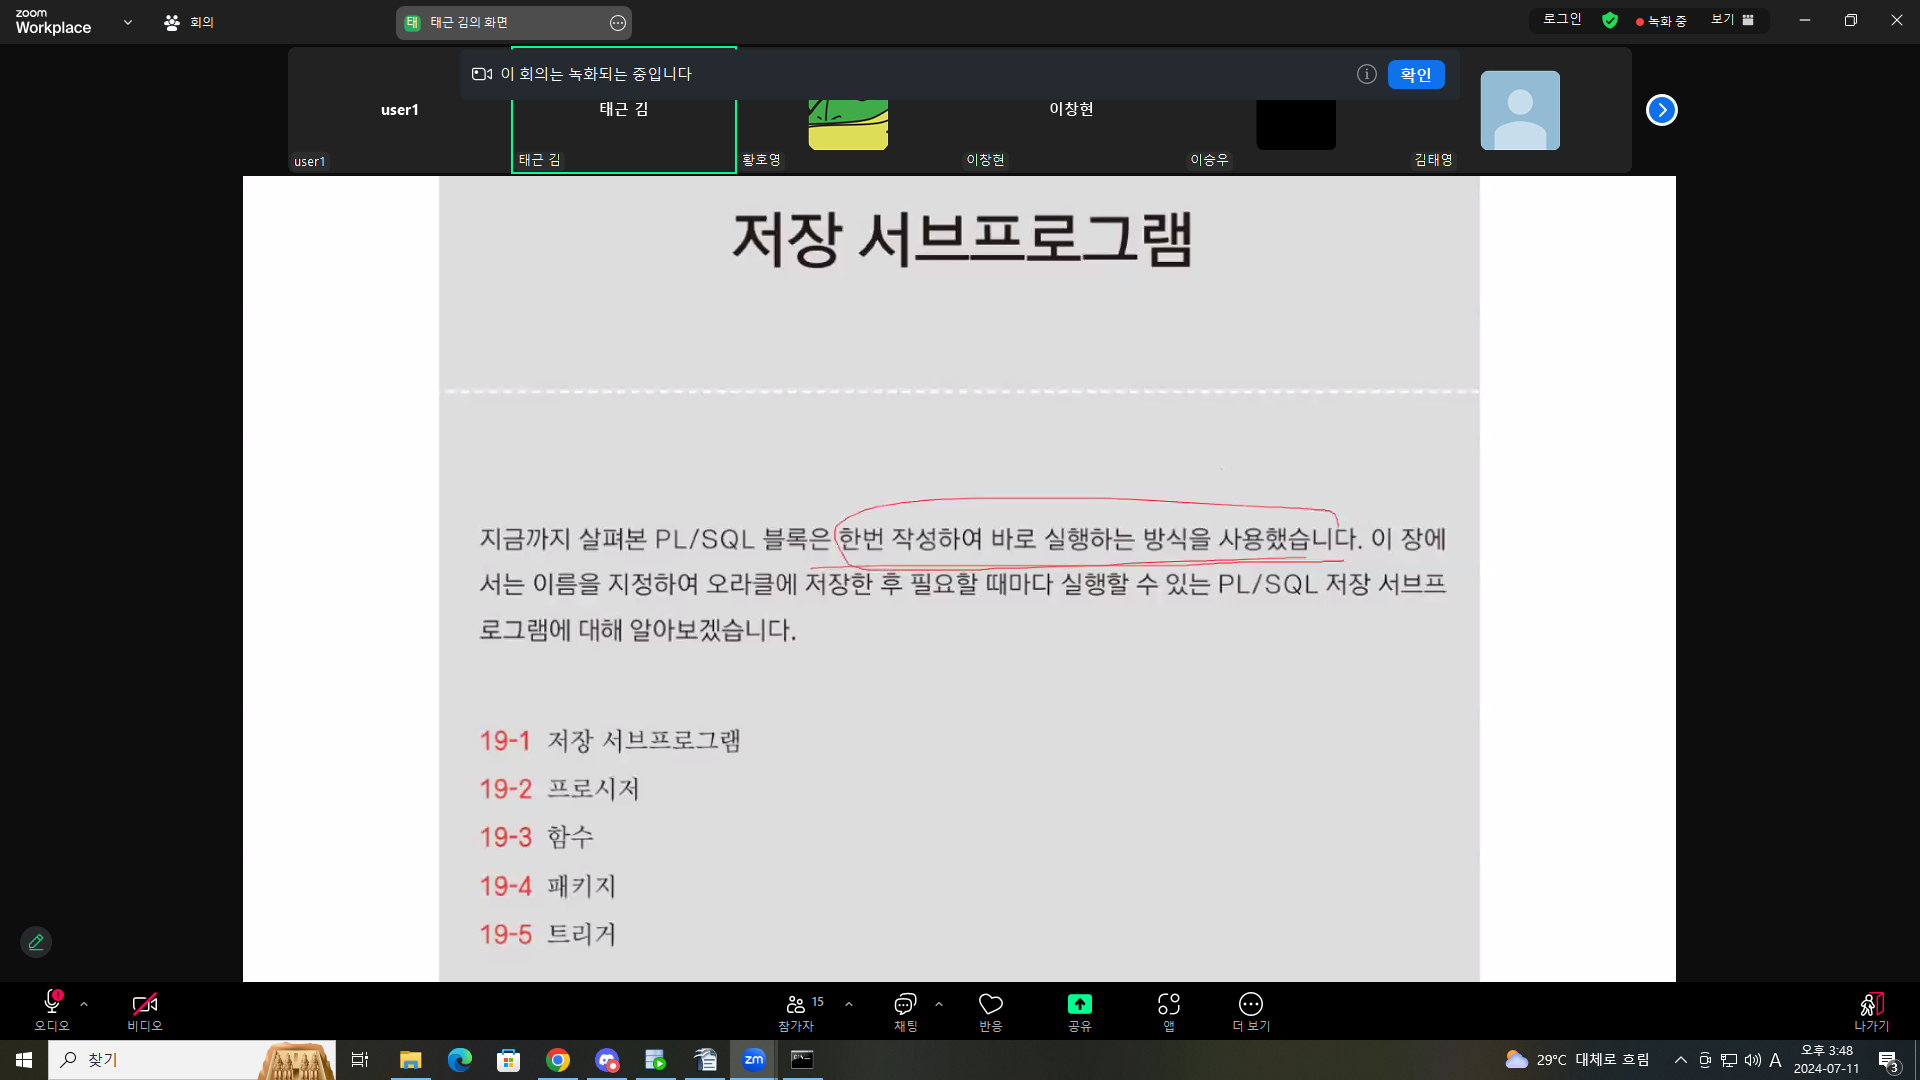 zoom
Workplace
회의
태 태근 김의 화면
로그인
녹화 중
보기
이 회의는 녹화되는 중입니다
확인
user1
태근 김
이창현
user1
태근 김
황호영
이창현
이승우
김태영
저장 서브프로그램
지금까지 살펴본 PL/SQL 블록은 한번 작성하여 바로 실행하는 방식을 사용했습니다. 이 장에
서는 이름을 지정하여 오라클에 저장한 후 필요할 때마다 실행할 수 있는 PL/SQL 저장 서브프
로그램에 대해 알아보겠습니다.
19-1 저장 서브프로그램
19-2 프로시저
19-3 함수
19-4 패키지
19-5 트리거
오디오
비디오
참가자 15
채팅
반응
공유
앱
더 보기
나가기
찾기
zm
29°C 대체로 흐림
A
오후 3:48
2024-07-11
3